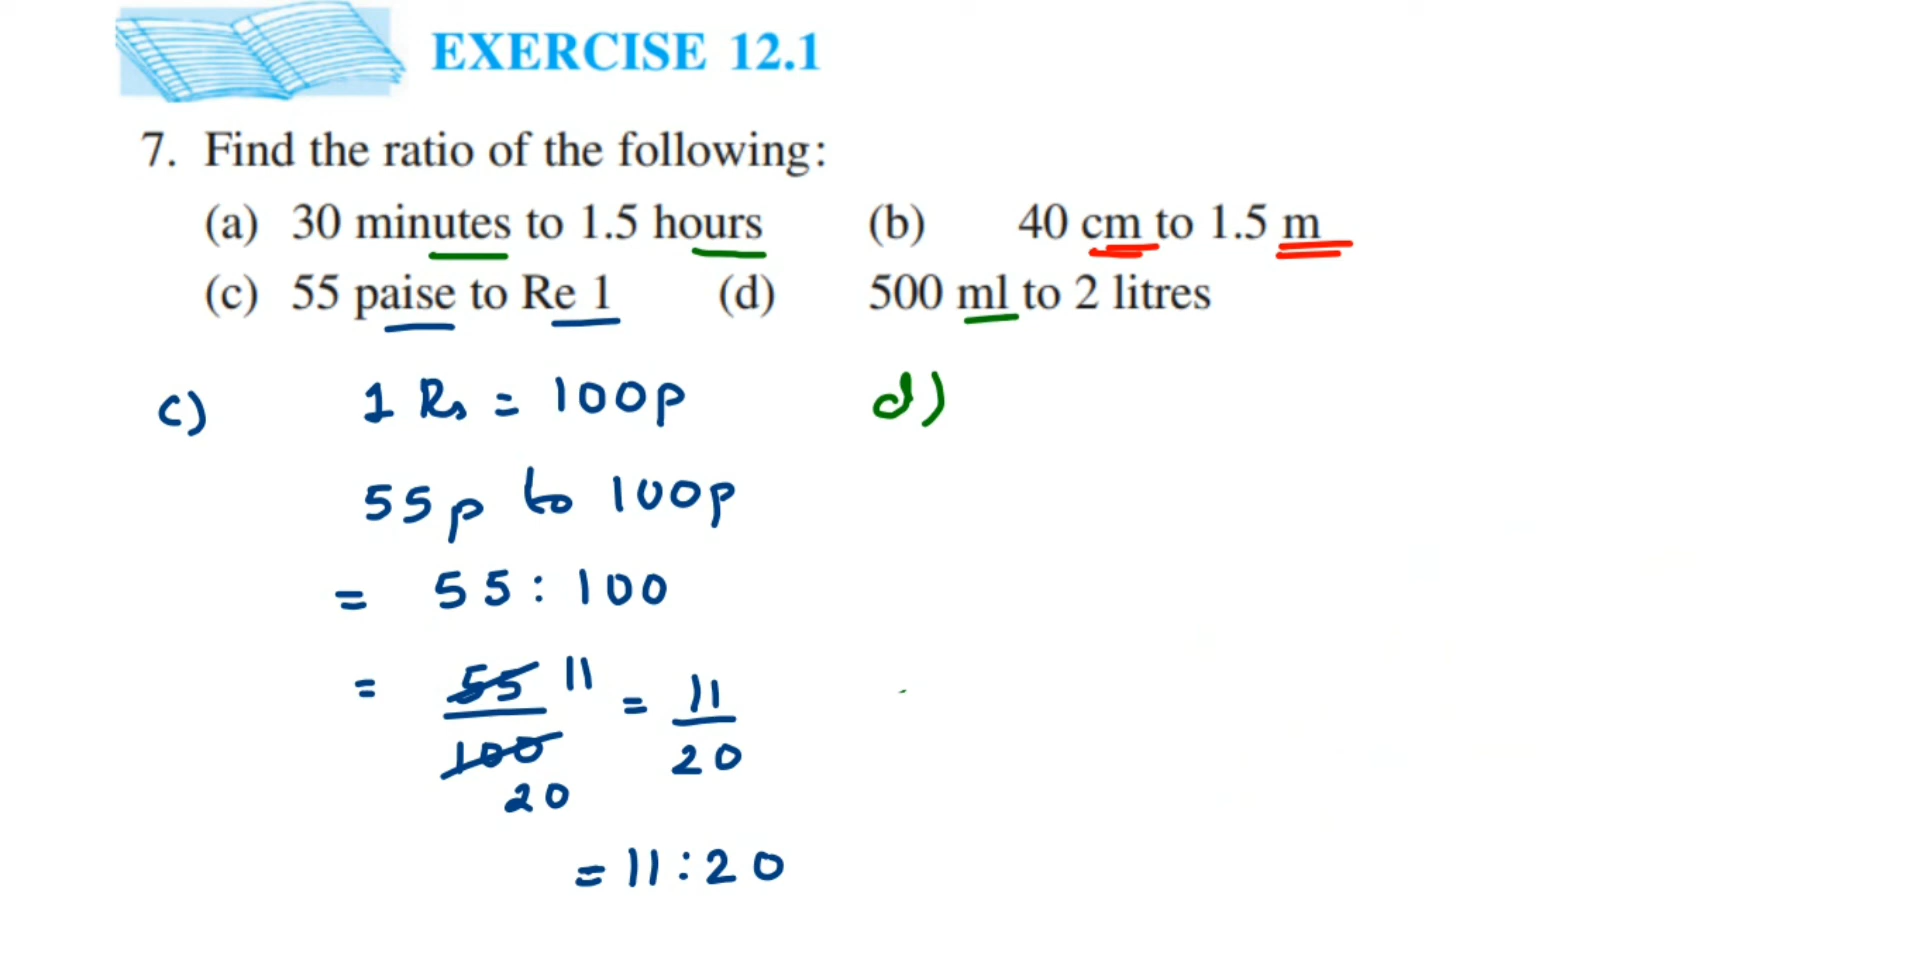 EXERCISE 12.1
7. Find the ratio of the following:
(a) 30 minutes to 1.5 hours (b) 40 cm to 1.5 m
(c) 55 paise to Re 1 (d) 500 ml to 2 litres
c) 1 Rs = 100p
55p to 100p
= 55 : 100
= 55 11 / 100 20 = 11 / 20
= 11 : 20
d)